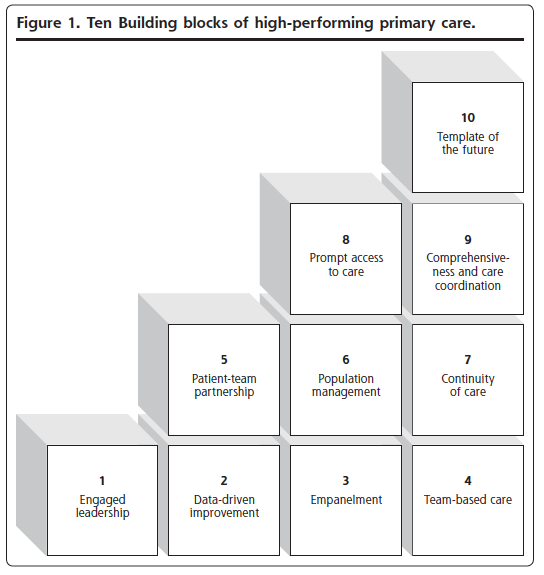 Figure 1. Ten Building blocks of high-performing primary care.
10
Template of
the future
8
Prompt access
to care
9
Comprehensive-
ness and care
coordination
5
Patient-team
partnership
6
Population
management
7
Continuity
of care
1
Engaged
leadership
2
Data-driven
improvement
3
Empanelment
4
Team-based care